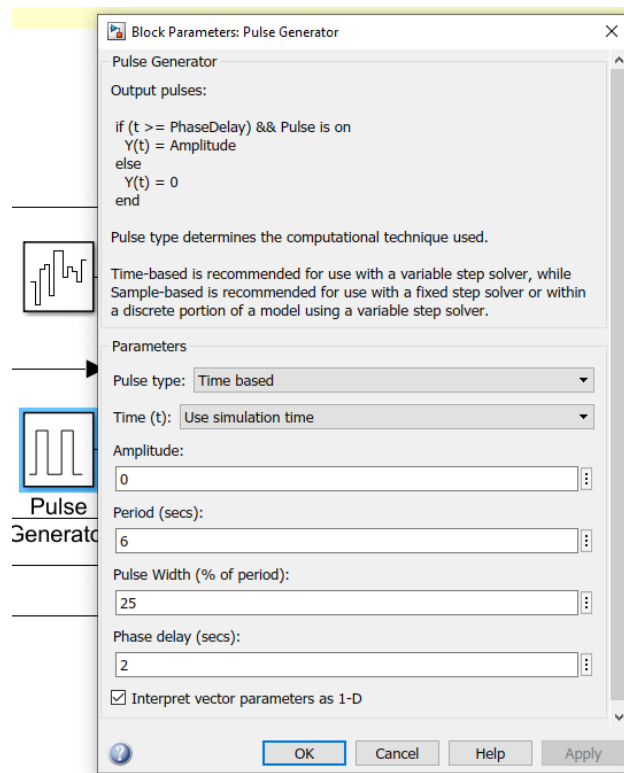 Block Parameters: Pulse Generator
Pulse Generator
Output pulses:
if (t >= PhaseDelay) && Pulse is on
Y(t) = Amplitude
else
Y(t) = 0
end
Pulse type determines the computational technique used.
Time-based is recommended for use with a variable step solver, while
Sample-based is recommended for use with a fixed step solver or within
a discrete portion of a model using a variable step solver.
Parameters
Pulse type: Time based
Time (t): Use simulation time
Amplitude:
0
Period (secs):
6
Pulse Width (% of period):
25
Phase delay (secs):
2
Interpret vector parameters as 1-D
OK Cancel Help Apply
Pulse
Generato